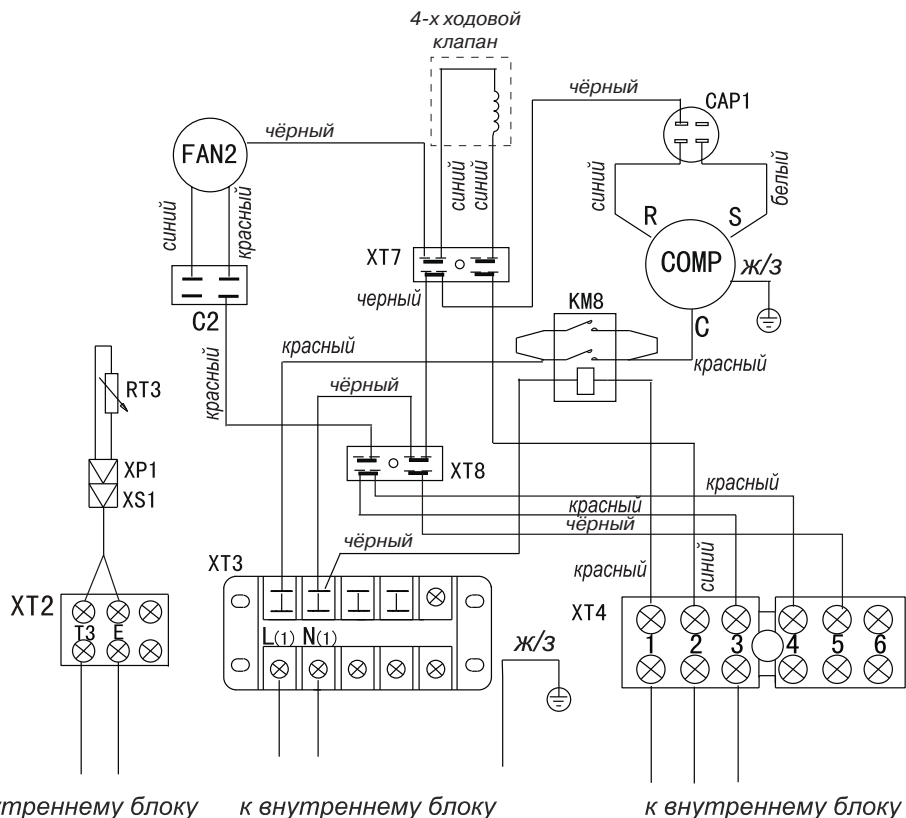 4-х ходовой
клапан
чёрный
CAP1
чёрный
FAN2
синий
красный
синий
синий
синий
белый
R
S
XT7
COMP
ж/з
черный
KM8
C2
C
красный
красный
чёрный
красный
RT3
XP1
XS1
XT8
красный
красный
чёрный
чёрный
XT3
красный
синий
XT2
XT4
T3
E
L(1)
N(1)
ж/з
1
2
3
4
5
6
утреннему блоку
к внутреннему блоку
к внутреннему блоку